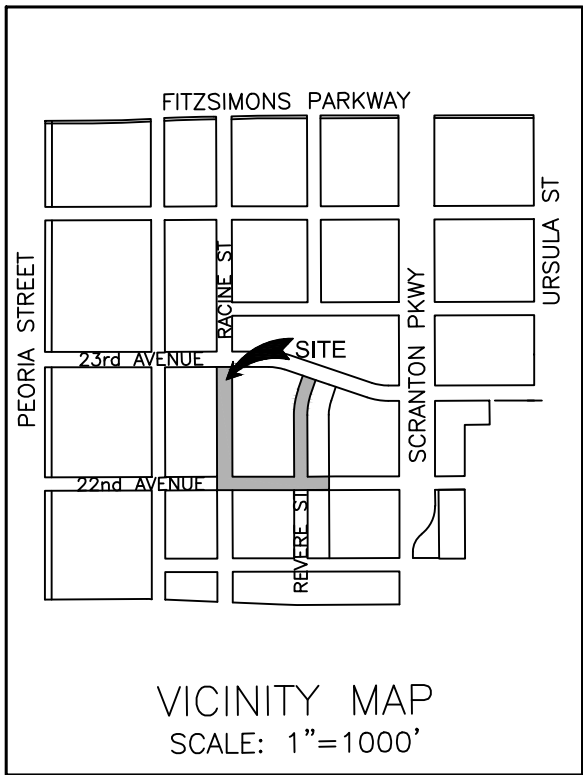 FITZSIMONS PARKWAY
URSULA ST
RACINE ST
PEORIA STREET
SCRANTON PKWY
23rd AVENUE
SITE
22nd AVENUE
REVERE ST
VICINITY MAP
SCALE: 1"=1000'